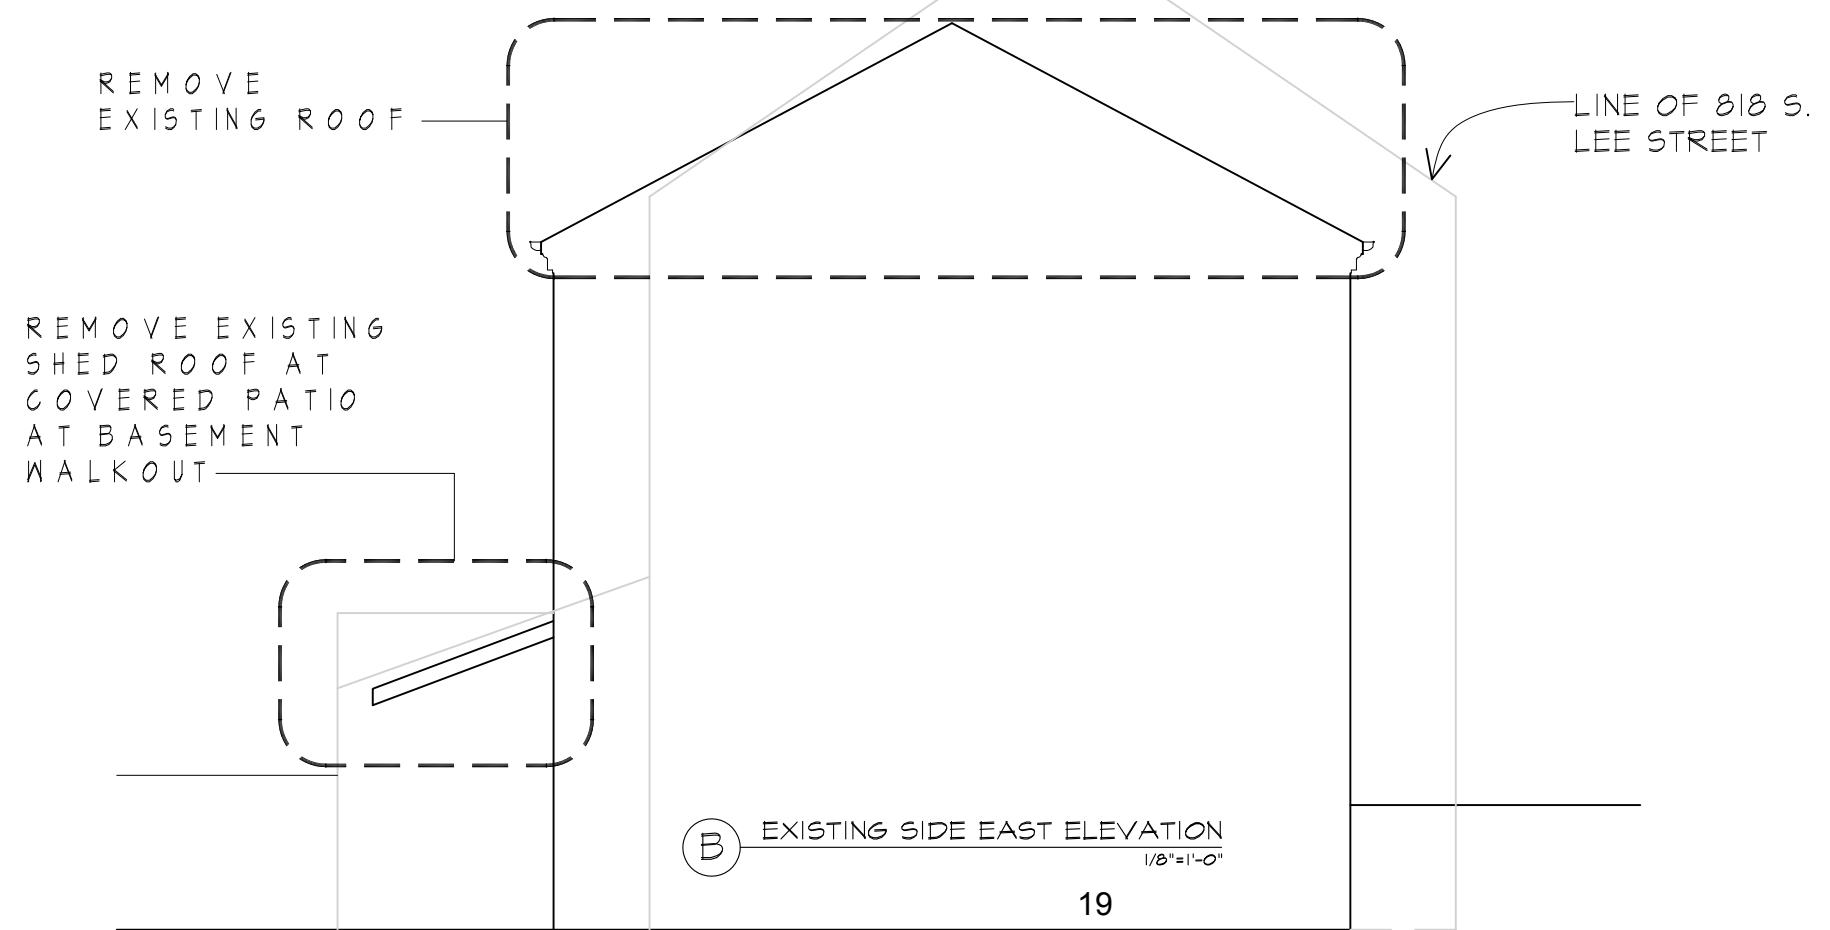 REMOVE
EXISTING ROOF
LINE OF 818 S.
LEE STREET
REMOVE EXISTING
SHED ROOF AT
COVERED PATIO
AT BASEMENT
WALKOUT
B
EXISTING SIDE EAST ELEVATION
1/8"=1'-0"
19